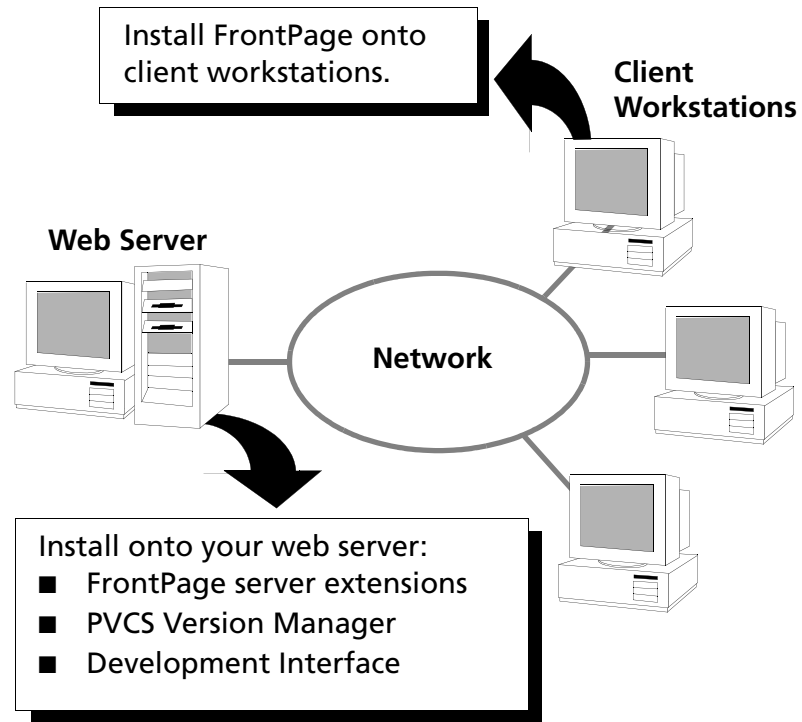 Install FrontPage onto
client workstations.
Client
Workstations
Web Server
Network
Install onto your web server:
■ FrontPage server extensions
■ PVCS Version Manager
■ Development Interface